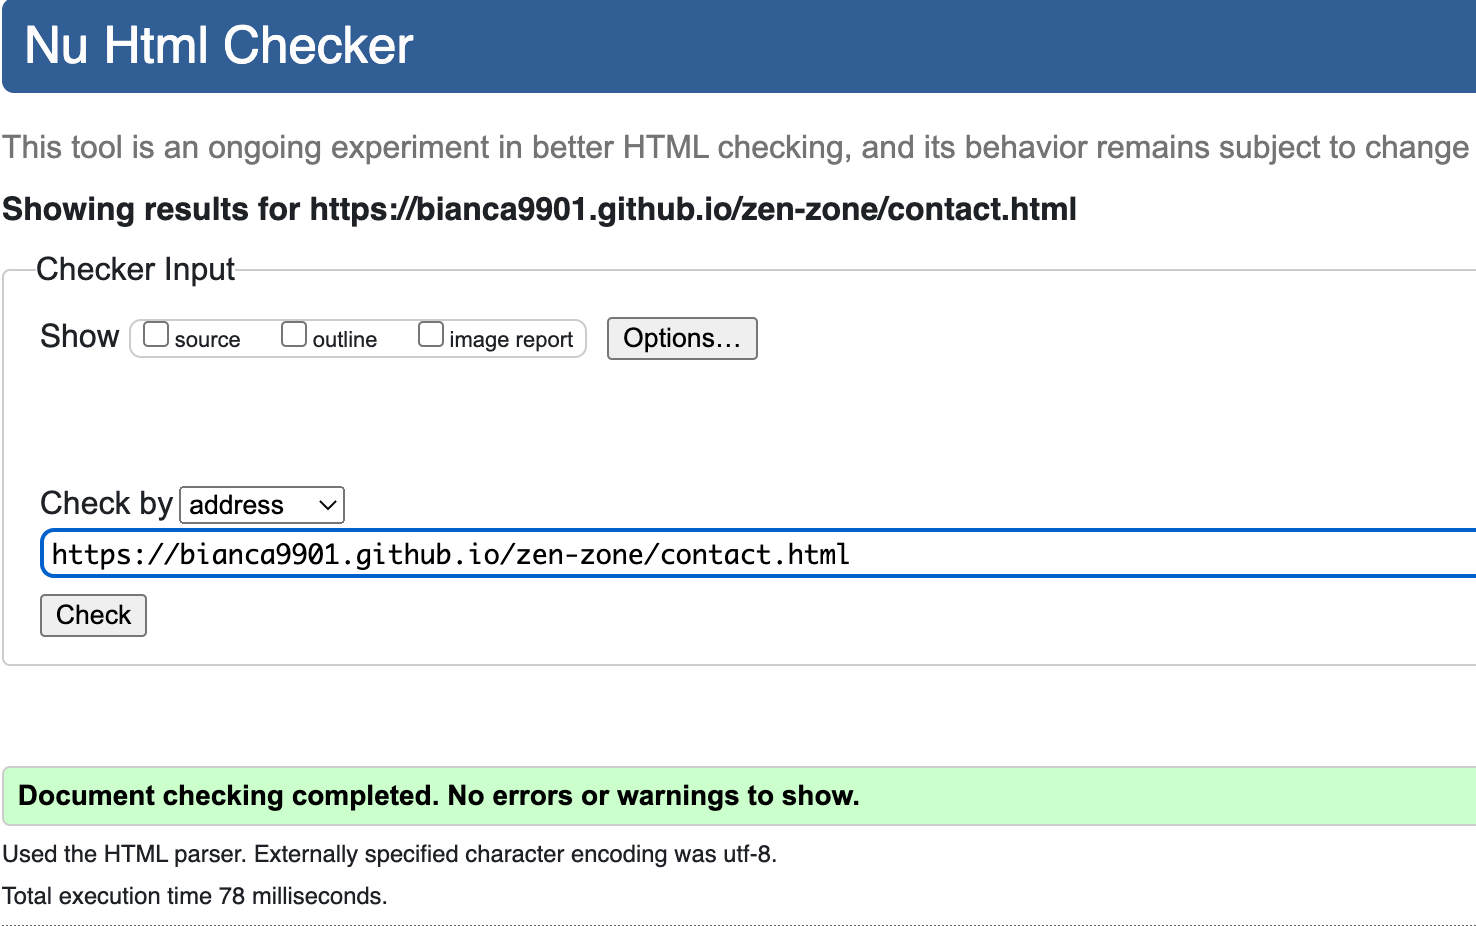 Nu Html Checker
This tool is an ongoing experiment in better HTML checking, and its behavior remains subject to change
Showing results for https://bianca9901.github.io/zen-zone/contact.html
Checker Input
Show source outline image report Options…
Check by address
https://bianca9901.github.io/zen-zone/contact.html
Check
Document checking completed. No errors or warnings to show.
Used the HTML parser. Externally specified character encoding was utf-8.
Total execution time 78 milliseconds.